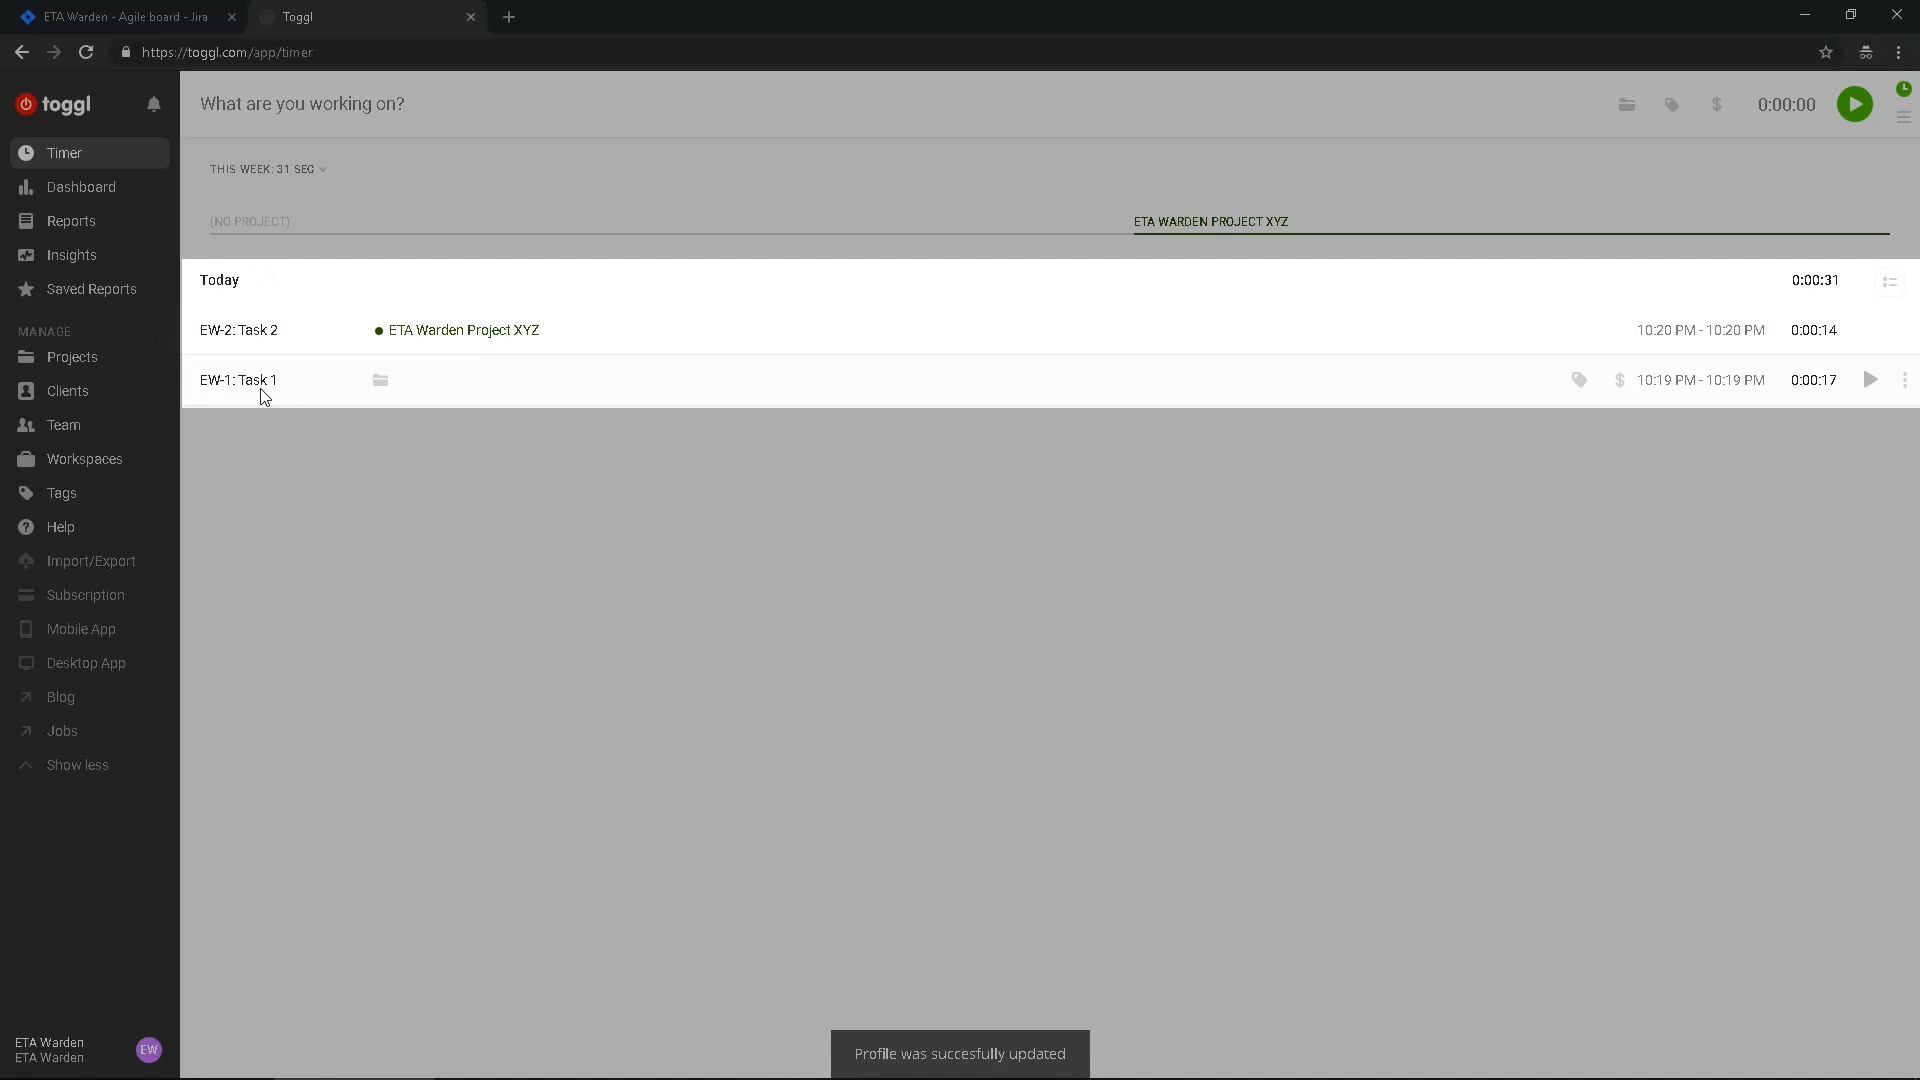 ETA Warden - Agile board - Jira
Toggl
https://toggl.com/app/timer
toggl
What are you working on?
$
0:00:00
Timer
THIS WEEK: 31 SEC
Dashboard
Reports
(NO PROJECT)
ETA WARDEN PROJECT XYZ
Insights
Today
0:00:31
Saved Reports
MANAGE
EW-2: Task 2
ETA Warden Project XYZ
10:20 PM - 10:20 PM
0:00:14
Projects
EW-1: Task 1
$
10:19 PM - 10:19 PM
0:00:17
Clients
Team
Workspaces
Tags
Help
Import/Export
Subscription
Mobile App
Desktop App
Blog
Jobs
Show less
ETA Warden
ETA Warden
EW
Profile was succesfully updated